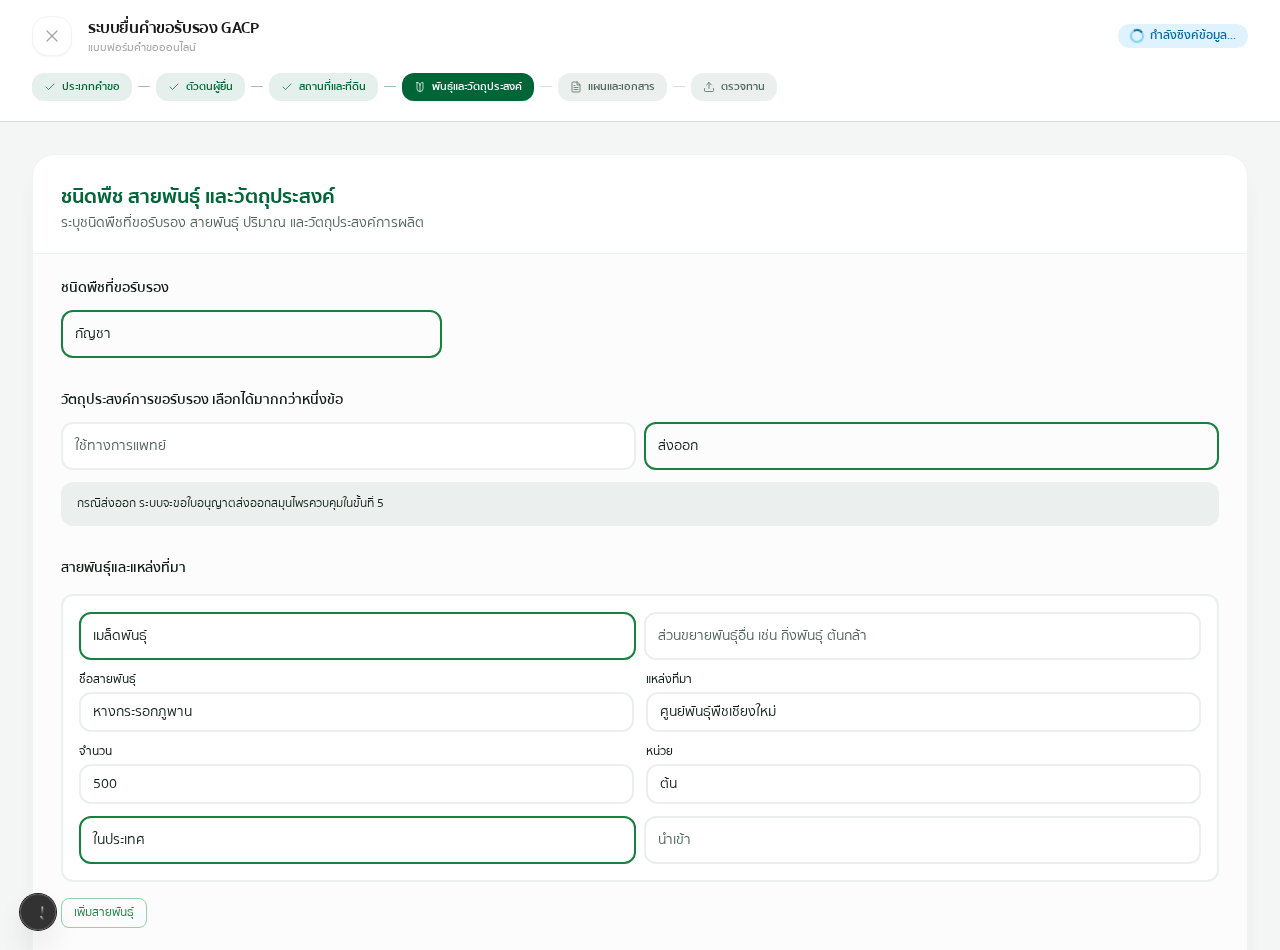 ระบบยื่นคำขอรับรอง GACP
แบบฟอร์มคำขอออนไลน์
กำลังซิงค์ข้อมูล...
ประเภทคำขอ
ตัวตนผู้ยื่น
สถานที่และที่ดิน
พันธุ์และวัตถุประสงค์
แผนและเอกสาร
ตรวจทาน
ชนิดพืช สายพันธุ์ และวัตถุประสงค์
ระบุชนิดพืชที่ขอรับรอง สายพันธุ์ ปริมาณ และวัตถุประสงค์การผลิต
ชนิดพืชที่ขอรับรอง
กัญชา
วัตถุประสงค์การขอรับรอง เลือกได้มากกว่าหนึ่งข้อ
ใช้ทางการแพทย์
ส่งออก
กรณีส่งออก ระบบจะขอใบอนุญาตส่งออกสมุนไพรควบคุมในขั้นที่ 5
สายพันธุ์และแหล่งที่มา
เมล็ดพันธุ์
ส่วนขยายพันธุ์อื่น เช่น กิ่งพันธุ์ ต้นกล้า
ชื่อสายพันธุ์
แหล่งที่มา
หางกระรอกภูพาน
ศูนย์พันธุ์พืชเชียงใหม่
จำนวน
หน่วย
500
ต้น
ในประเทศ
นำเข้า
เพิ่มสายพันธุ์